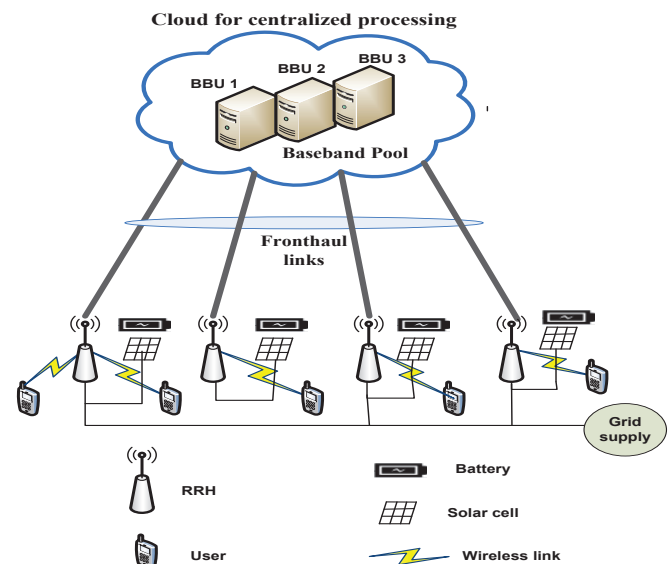 Cloud for centralized processing
BBU 1
BBU 2
BBU 3
Baseband Pool
Fronthaul
links
Grid
supply
RRH
Battery
Solar cell
User
Wireless link